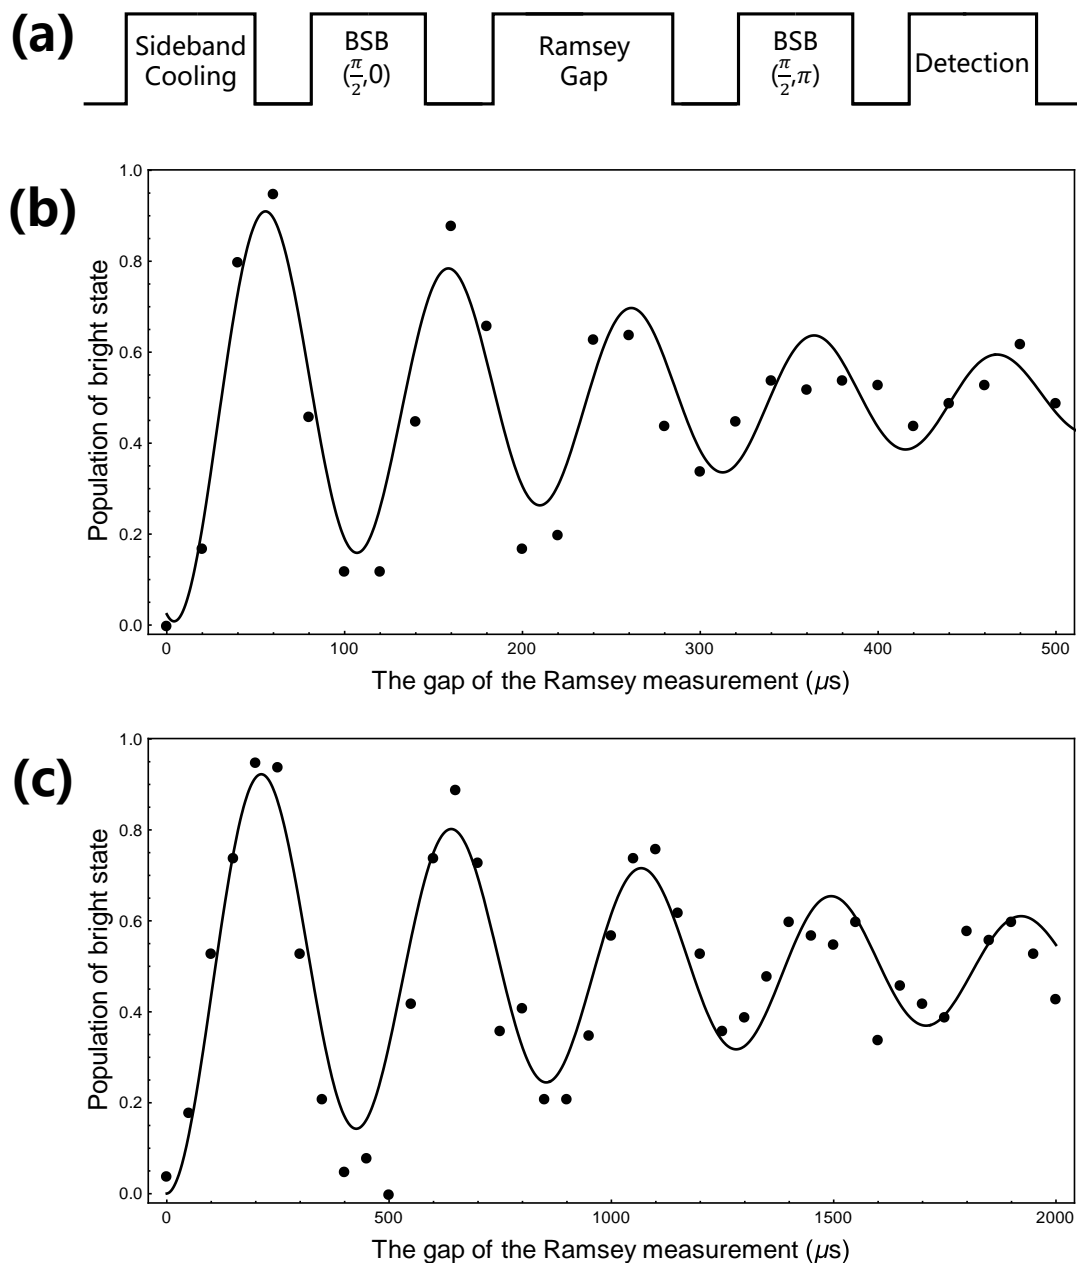 (a)
Sideband
Cooling
BSB
(π/2,0)
Ramsey
Gap
BSB
(π/2,π)
Detection
(b)
Population of bright state
1.0
0.8
0.6
0.4
0.2
0.0
0 100 200 300 400 500
The gap of the Ramsey measurement (μs)
(c)
Population of bright state
1.0
0.8
0.6
0.4
0.2
0.0
0 500 1000 1500 2000
The gap of the Ramsey measurement (μs)